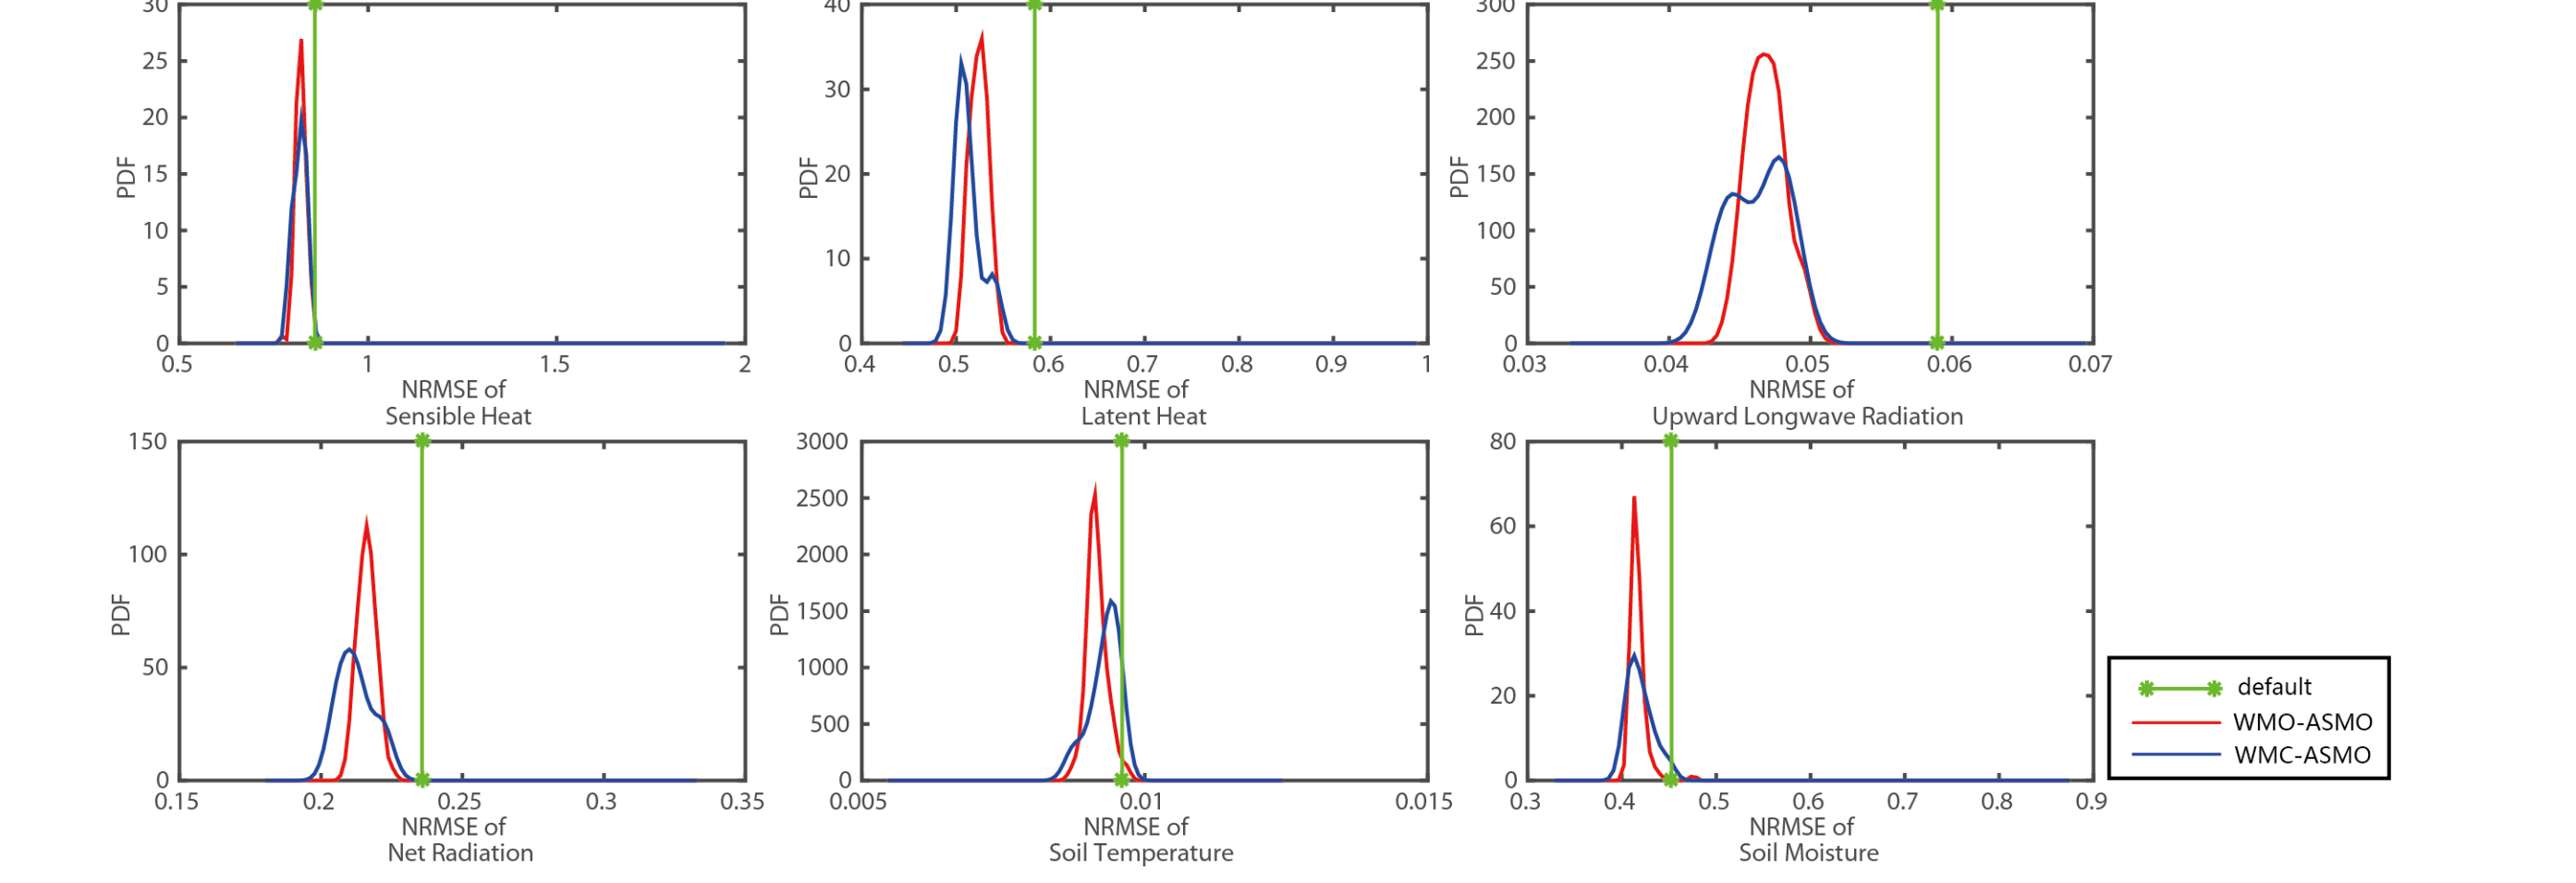 30
25
20
15
10
5
0
PDF
0.5 1 1.5 2
NRMSE of
Sensible Heat
40
30
20
10
0
PDF
0.4 0.5 0.6 0.7 0.8 0.9 1
NRMSE of
Latent Heat
300
250
200
150
100
50
0
PDF
0.03 0.04 0.05 0.06 0.07
NRMSE of
Upward Longwave Radiation
150
100
50
0
PDF
0.15 0.2 0.25 0.3 0.35
NRMSE of
Net Radiation
3000
2500
2000
1500
1000
500
0
PDF
0.005 0.01 0.015
NRMSE of
Soil Temperature
80
60
40
20
0
PDF
0.3 0.4 0.5 0.6 0.7 0.8 0.9
NRMSE of
Soil Moisture
default
WMO-ASMO
WMC-ASMO